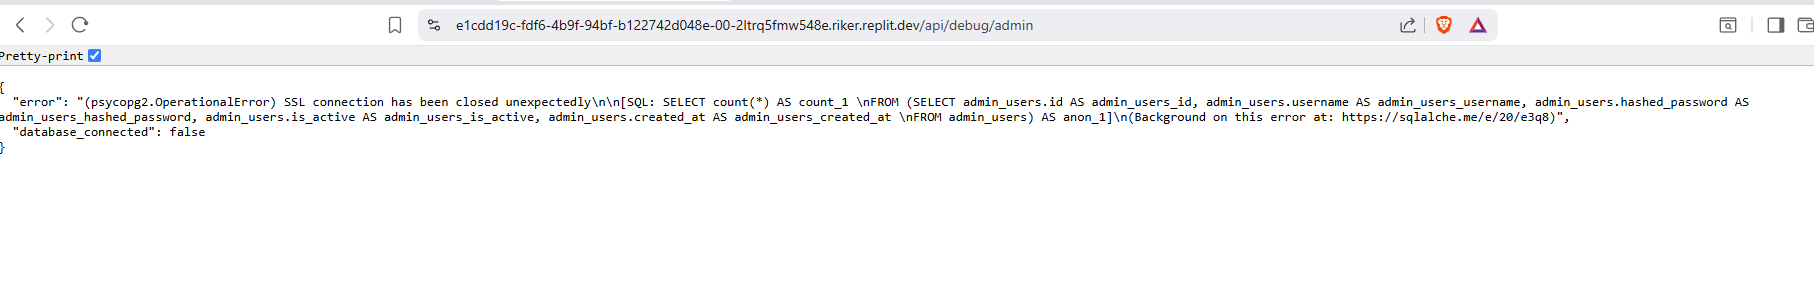 e1cdd19c-fdf6-4b9f-94bf-b122742d048e-00-2ltrq5fmw548e.riker.replit.dev/api/debug/admin
Pretty-print
{
  "error": "(psycopg2.OperationalError) SSL connection has been closed unexpectedly\n\n[SQL: SELECT count(*) AS count_1 \nFROM (SELECT admin_users.id AS admin_users_id, admin_users.username AS admin_users_username, admin_users.hashed_password AS
admin_users_hashed_password, admin_users.is_active AS admin_users_is_active, admin_users.created_at AS admin_users_created_at \nFROM admin_users) AS anon_1]\n(Background on this error at: https://sqlalche.me/e/20/e3q8)",
  "database_connected": false
}